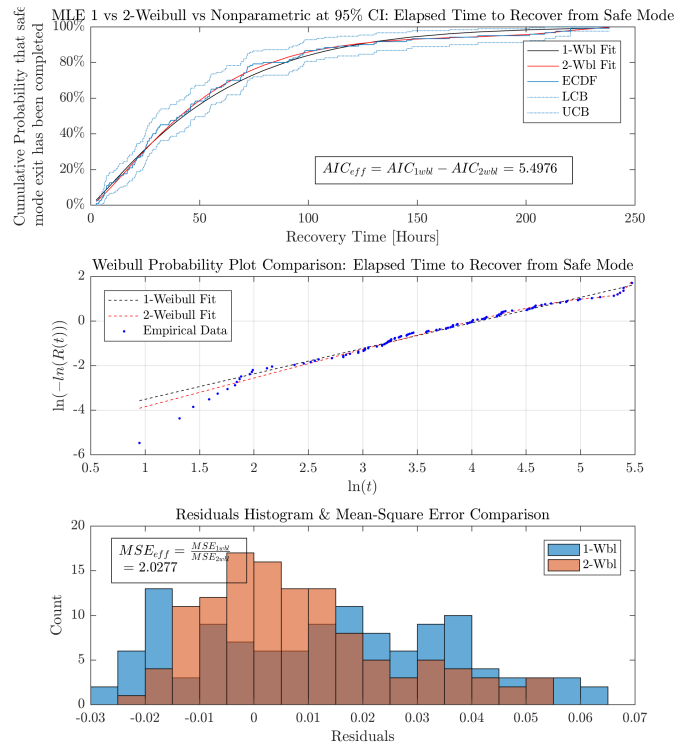 MLE 1 vs 2-Weibull vs Nonparametric at 95% CI: Elapsed Time to Recover from Safe Mode
Cumulative Probability that safe
mode exit has been completed
100%
80%
60%
40%
20%
0%
1-Wbl Fit
2-Wbl Fit
ECDF
LCB
UCB
AIC_eff = AIC_1wbl − AIC_2wbl = 5.4976
0 50 100 150 200 250
Recovery Time [Hours]
Weibull Probability Plot Comparison: Elapsed Time to Recover from Safe Mode
ln(−ln(R(t)))
2
0
-2
-4
-6
1-Weibull Fit
2-Weibull Fit
Empirical Data
0.5 1 1.5 2 2.5 3 3.5 4 4.5 5 5.5
ln(t)
Residuals Histogram & Mean-Square Error Comparison
Count
20
15
10
5
0
MSE_eff = MSE_1wbl / MSE_2wbl
= 2.0277
1-Wbl
2-Wbl
-0.03 -0.02 -0.01 0 0.01 0.02 0.03 0.04 0.05 0.06 0.07
Residuals